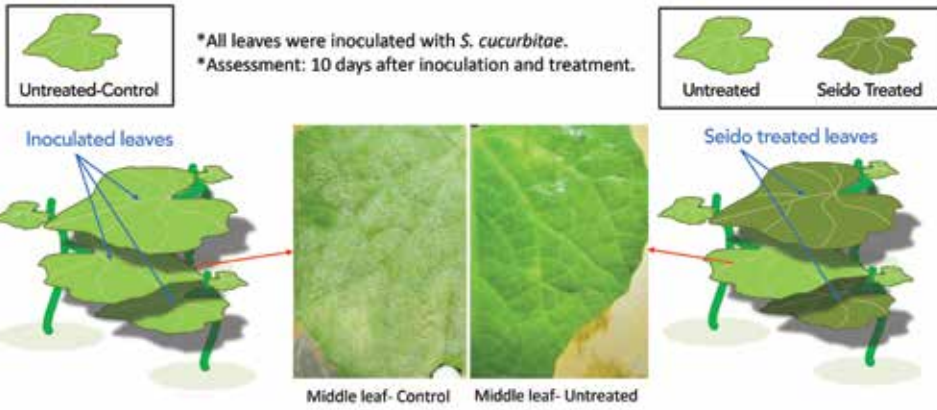 Untreated-Control
*All leaves were inoculated with S. cucurbitae.
*Assessment: 10 days after inoculation and treatment.
Untreated
Seido Treated
Inoculated leaves
Seido treated leaves
Middle leaf- Control
Middle leaf- Untreated